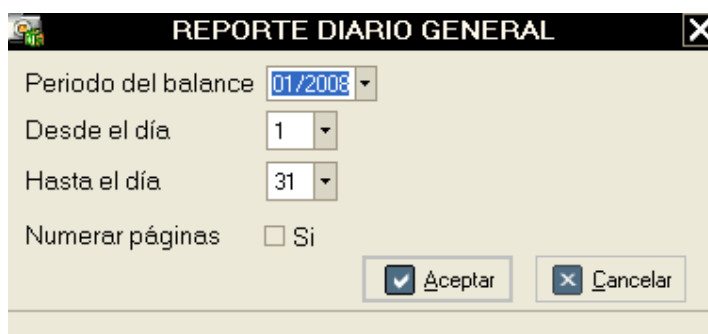 REPORTE DIARIO GENERAL
Periodo del balance 01/2008
Desde el día 1
Hasta el día 31
Numerar páginas Si
Aceptar Cancelar